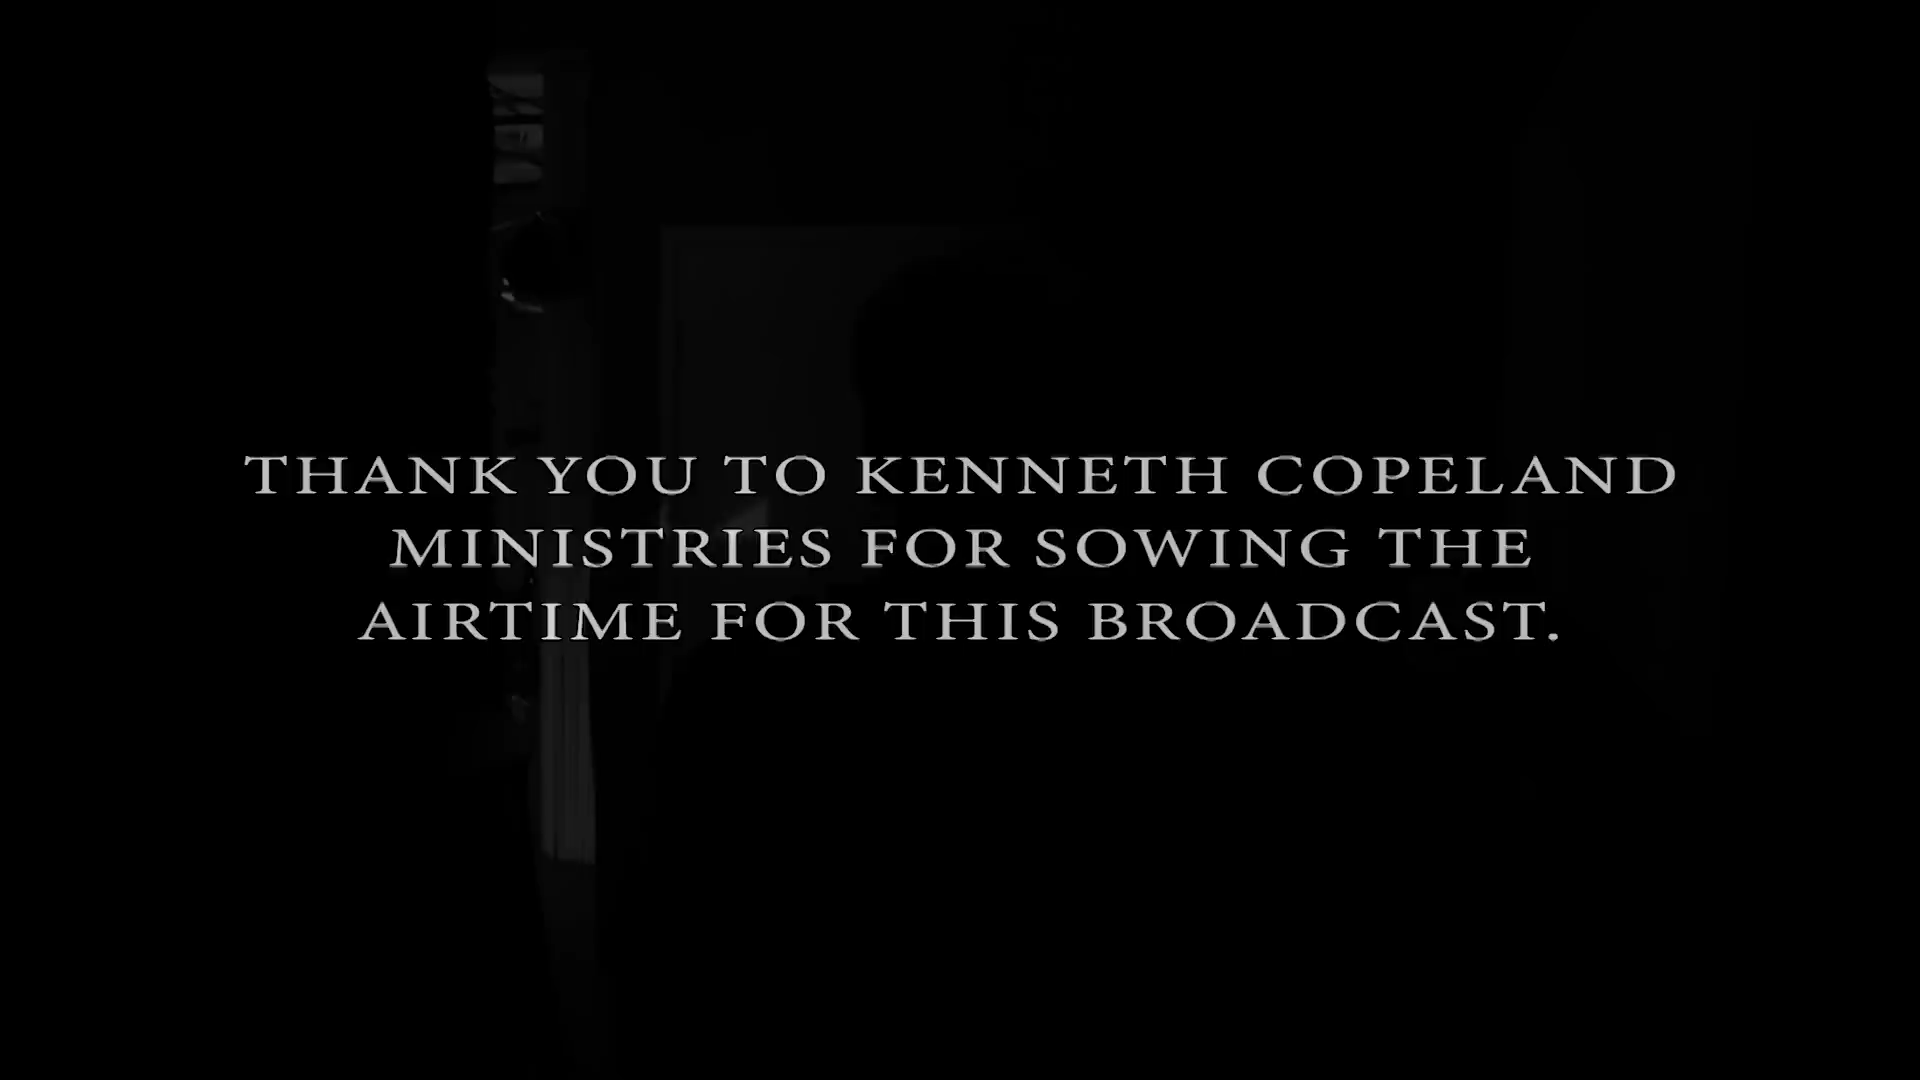 THANK YOU TO KENNETH COPELAND
MINISTRIES FOR SOWING THE
AIRTIME FOR THIS BROADCAST.